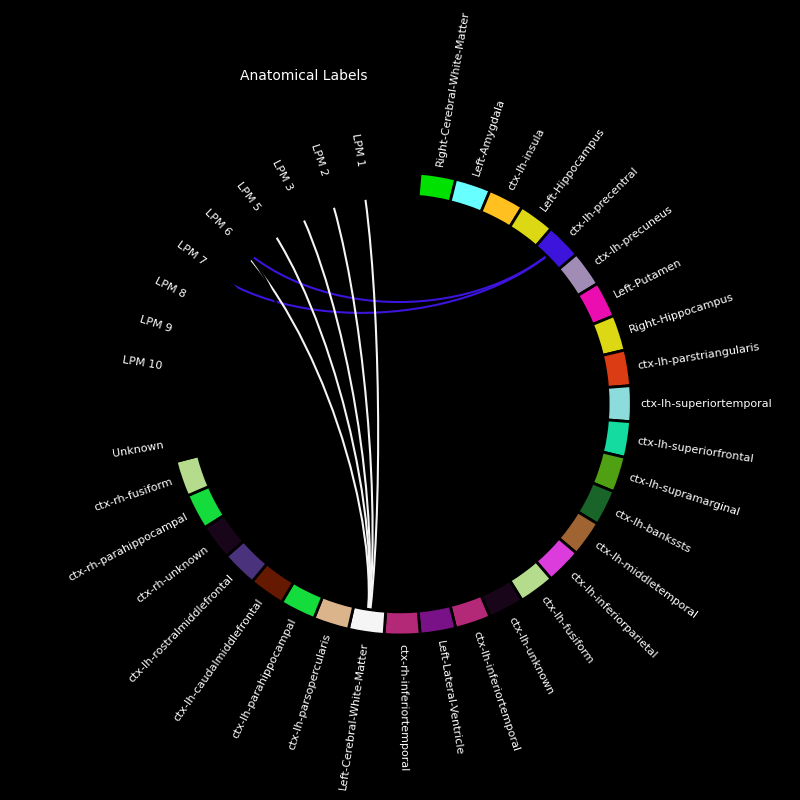 Anatomical Labels
Right-Cerebral-White-Matter
Left-Amygdala
ctx-lh-insula
Left-Hippocampus
ctx-lh-precentral
ctx-lh-precuneus
Left-Putamen
Right-Hippocampus
ctx-lh-parstriangularis
ctx-lh-superiortemporal
ctx-lh-superiorfrontal
ctx-lh-supramarginal
ctx-lh-bankssts
ctx-lh-middletemporal
ctx-lh-inferiorparietal
ctx-lh-fusiform
ctx-lh-unknown
ctx-lh-inferiortemporal
Left-Lateral-Ventricle
ctx-rh-inferiortemporal
Left-Cerebral-White-Matter
ctx-lh-parsopercularis
ctx-lh-parahippocampal
ctx-lh-caudalmiddlefrontal
ctx-lh-rostralmiddlefrontal
ctx-rh-unknown
ctx-rh-parahippocampal
ctx-rh-fusiform
Unknown
LPM 10
LPM 9
LPM 8
LPM 7
LPM 6
LPM 5
LPM 3
LPM 2
LPM 1